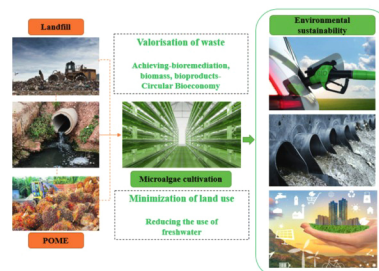 Landfill
POME
Valorisation of waste
Achieving-bioremediation,
biomass, bioproducts-
Circular Bioeconomy
Microalgae cultivation
Minimization of land use
Reducing the use of
freshwater
Environmental
sustainability